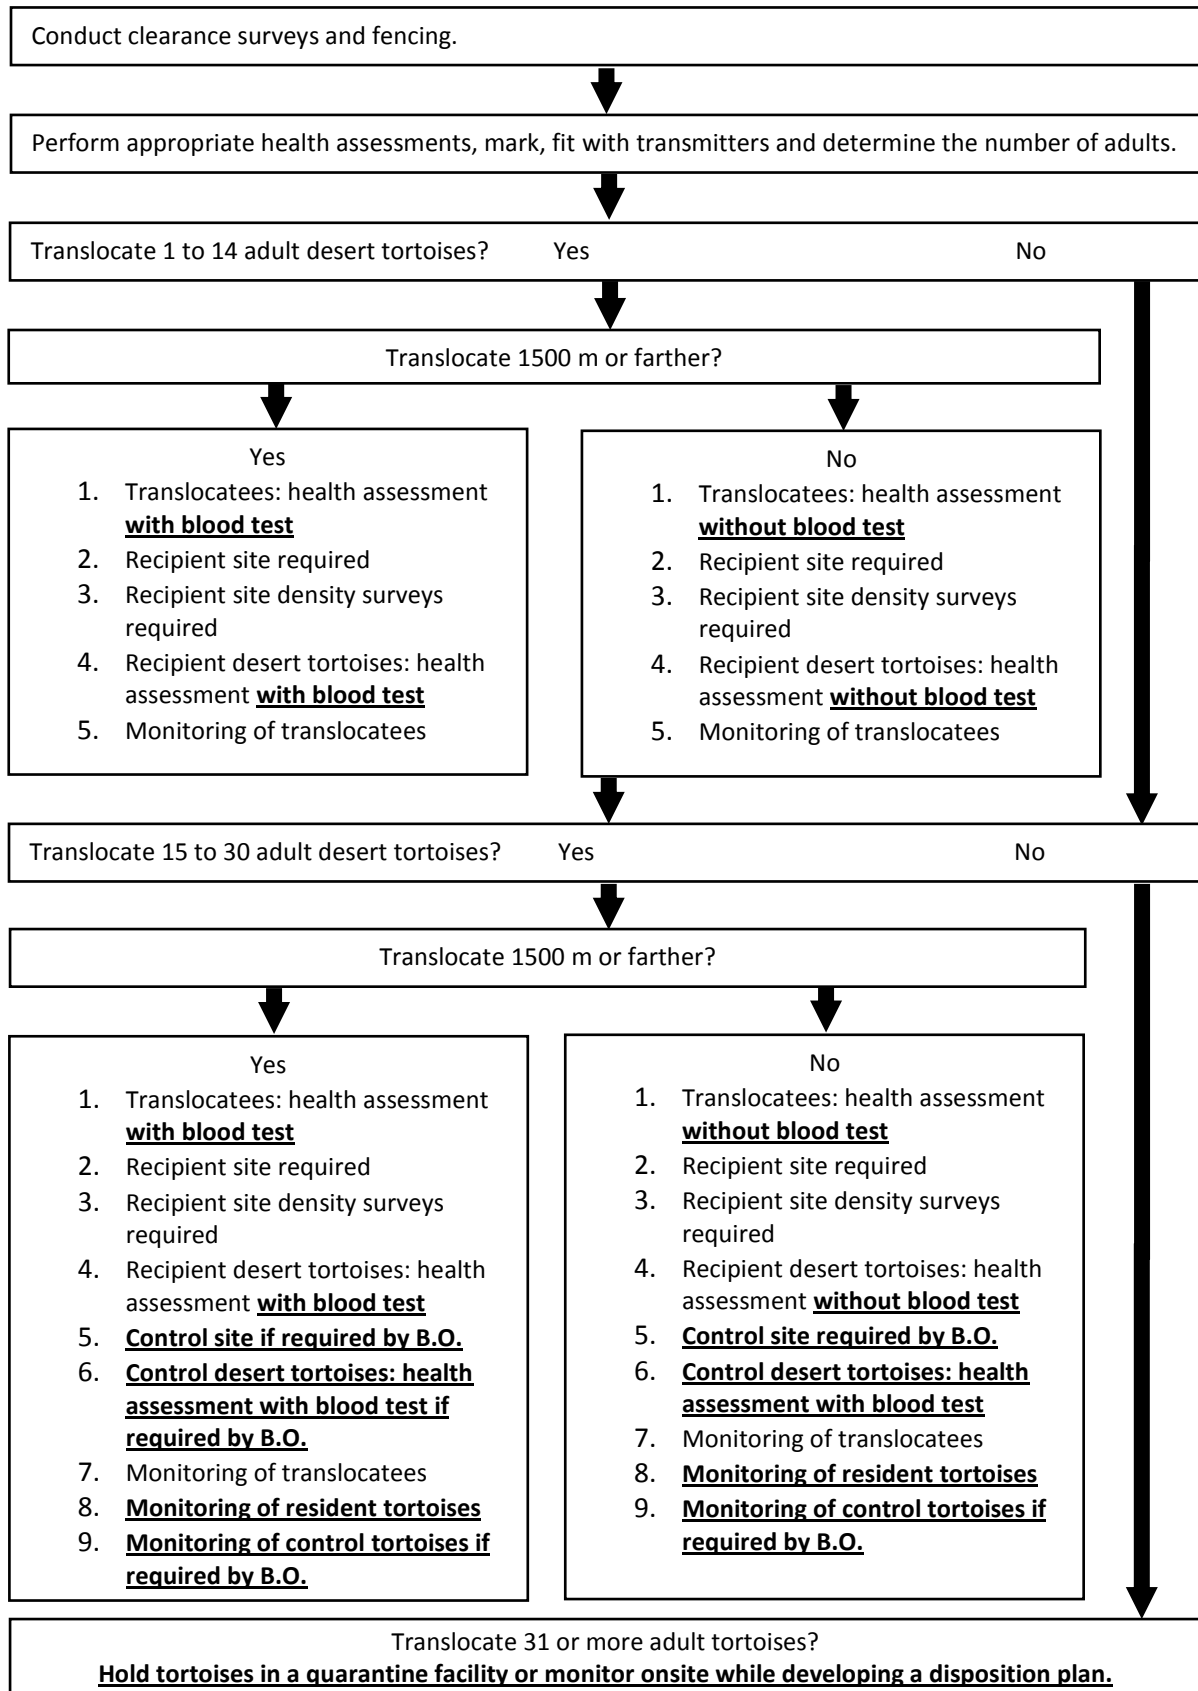 Conduct clearance surveys and fencing.
Perform appropriate health assessments, mark, fit with transmitters and determine the number of adults.
Translocate 1 to 14 adult desert tortoises? Yes No
Translocate 1500 m or farther?
Yes
1. Translocatees: health assessment
with blood test
2. Recipient site required
3. Recipient site density surveys
required
4. Recipient desert tortoises: health
assessment with blood test
5. Monitoring of translocatees
No
1. Translocatees: health assessment
without blood test
2. Recipient site required
3. Recipient site density surveys
required
4. Recipient desert tortoises: health
assessment without blood test
5. Monitoring of translocatees
Translocate 15 to 30 adult desert tortoises? Yes No
Translocate 1500 m or farther?
Yes
1. Translocatees: health assessment
with blood test
2. Recipient site required
3. Recipient site density surveys
required
4. Recipient desert tortoises: health
assessment with blood test
5. Control site if required by B.O.
6. Control desert tortoises: health
assessment with blood test if
required by B.O.
7. Monitoring of translocatees
8. Monitoring of resident tortoises
9. Monitoring of control tortoises if
required by B.O.
No
1. Translocatees: health assessment
without blood test
2. Recipient site required
3. Recipient site density surveys
required
4. Recipient desert tortoises: health
assessment without blood test
5. Control site required by B.O.
6. Control desert tortoises: health
assessment with blood test
7. Monitoring of translocatees
8. Monitoring of resident tortoises
9. Monitoring of control tortoises if
required by B.O.
Translocate 31 or more adult tortoises?
Hold tortoises in a quarantine facility or monitor onsite while developing a disposition plan.